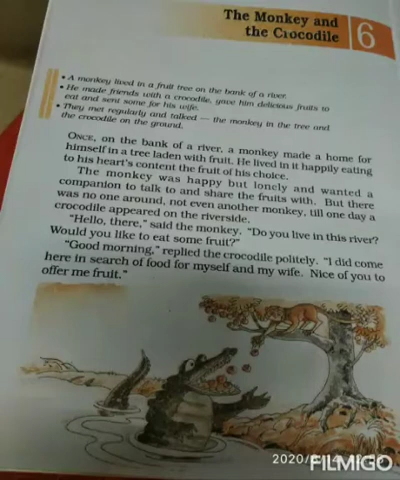 The Monkey and
the Crocodile
6
• A monkey lived in a fruit tree on the bank of a river.
• He made friends with a crocodile, gave him delicious fruits to
eat and sent some for his wife.
• They met regularly and talked — the monkey in the tree and
the crocodile on the ground.
ONCE, on the bank of a river, a monkey made a home for
himself in a tree laden with fruit. He lived in it happily eating
to his heart's content the fruit of his choice.
The monkey was happy but lonely and wanted a
companion to talk to and share the fruits with. But there
was no one around, not even another monkey, till one day a
crocodile appeared on the riverside.
"Hello, there," said the monkey. "Do you live in this river?
Would you like to eat some fruit?"
"Good morning," replied the crocodile politely. "I did come
here in search of food for myself and my wife. Nice of you to
offer me fruit."
FILMIGO